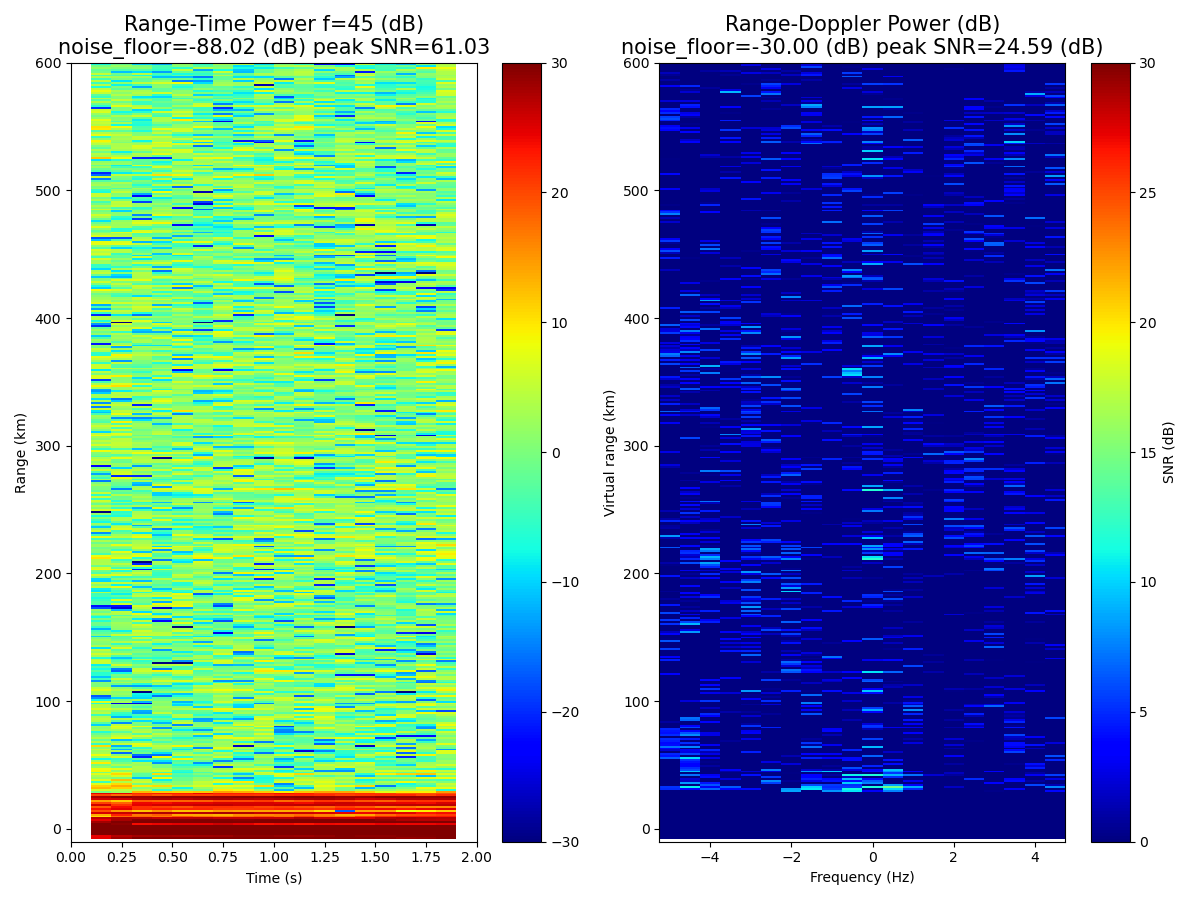 Range-Time Power f=45 (dB)
noise_floor=-88.02 (dB) peak SNR=61.03
600
500
400
300
200
100
0
Range (km)
0.00 0.25 0.50 0.75 1.00 1.25 1.50 1.75 2.00
Time (s)
30
20
10
0
−10
−20
−30
Range-Doppler Power (dB)
noise_floor=-30.00 (dB) peak SNR=24.59 (dB)
600
500
400
300
200
100
0
Virtual range (km)
−4 −2 0 2 4
Frequency (Hz)
30
25
20
15
10
5
0
SNR (dB)